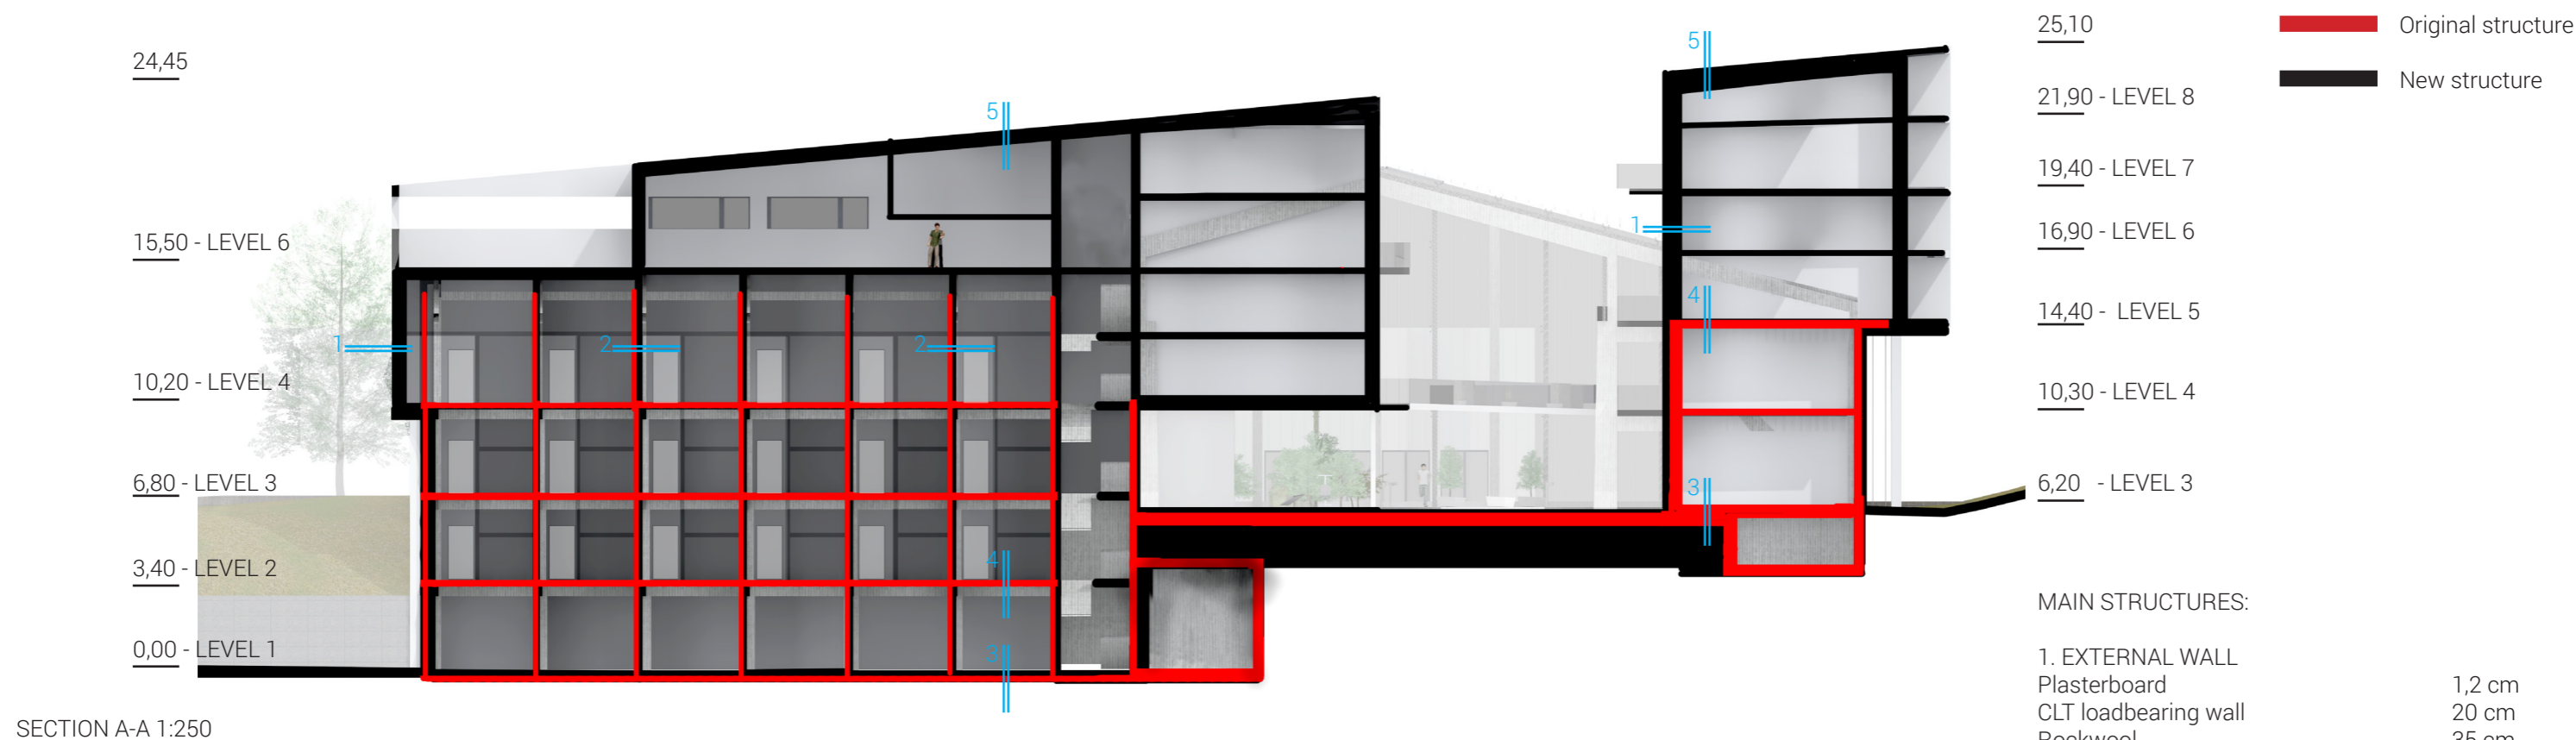 24,45
15,50 - LEVEL 6
10,20 - LEVEL 4
6,80 - LEVEL 3
3,40 - LEVEL 2
0,00 - LEVEL 1
SECTION A-A 1:250
5
1
2
2
4
3
5
1
4
3
25,10
21,90 - LEVEL 8
19,40 - LEVEL 7
16,90 - LEVEL 6
14,40 - LEVEL 5
10,30 - LEVEL 4
6,20 - LEVEL 3
Original structure
New structure
MAIN STRUCTURES:
1. EXTERNAL WALL
Plasterboard 1,2 cm
CLT loadbearing wall 20 cm
Rockwool 35 cm